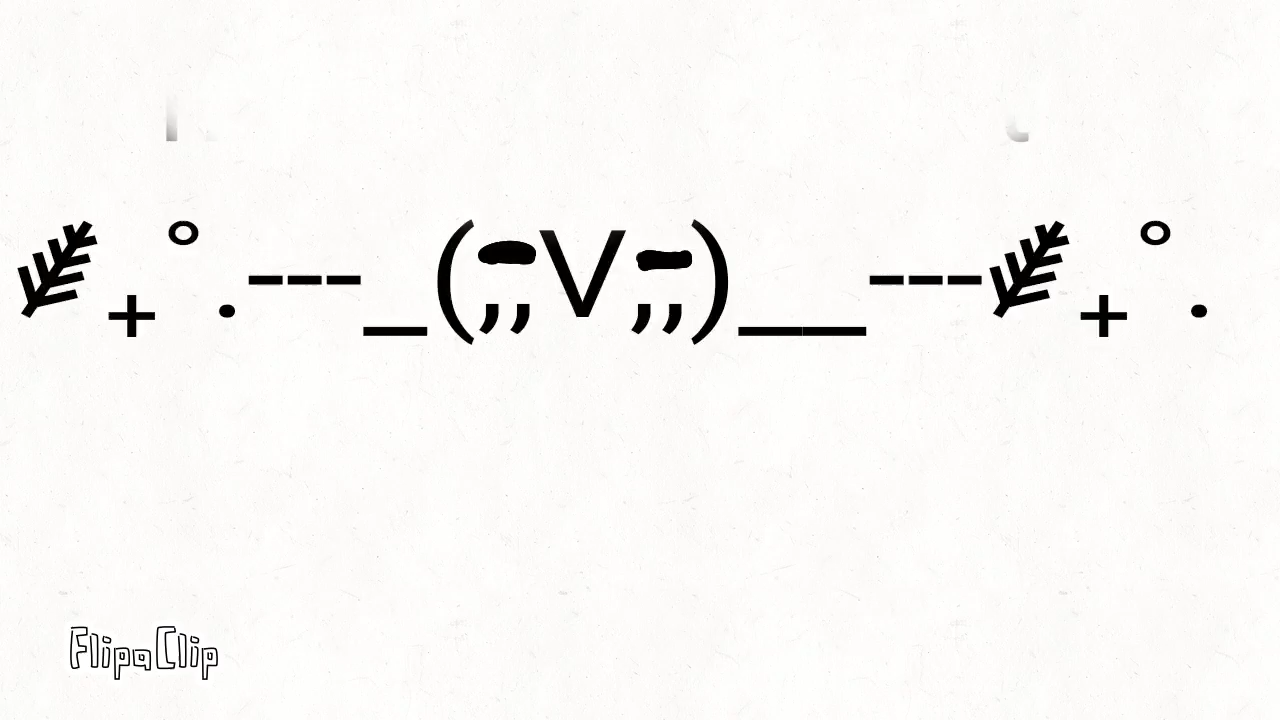 ⸙₊ ° .---_(,,V,,)__---⸙₊ ° .
FlipaClip